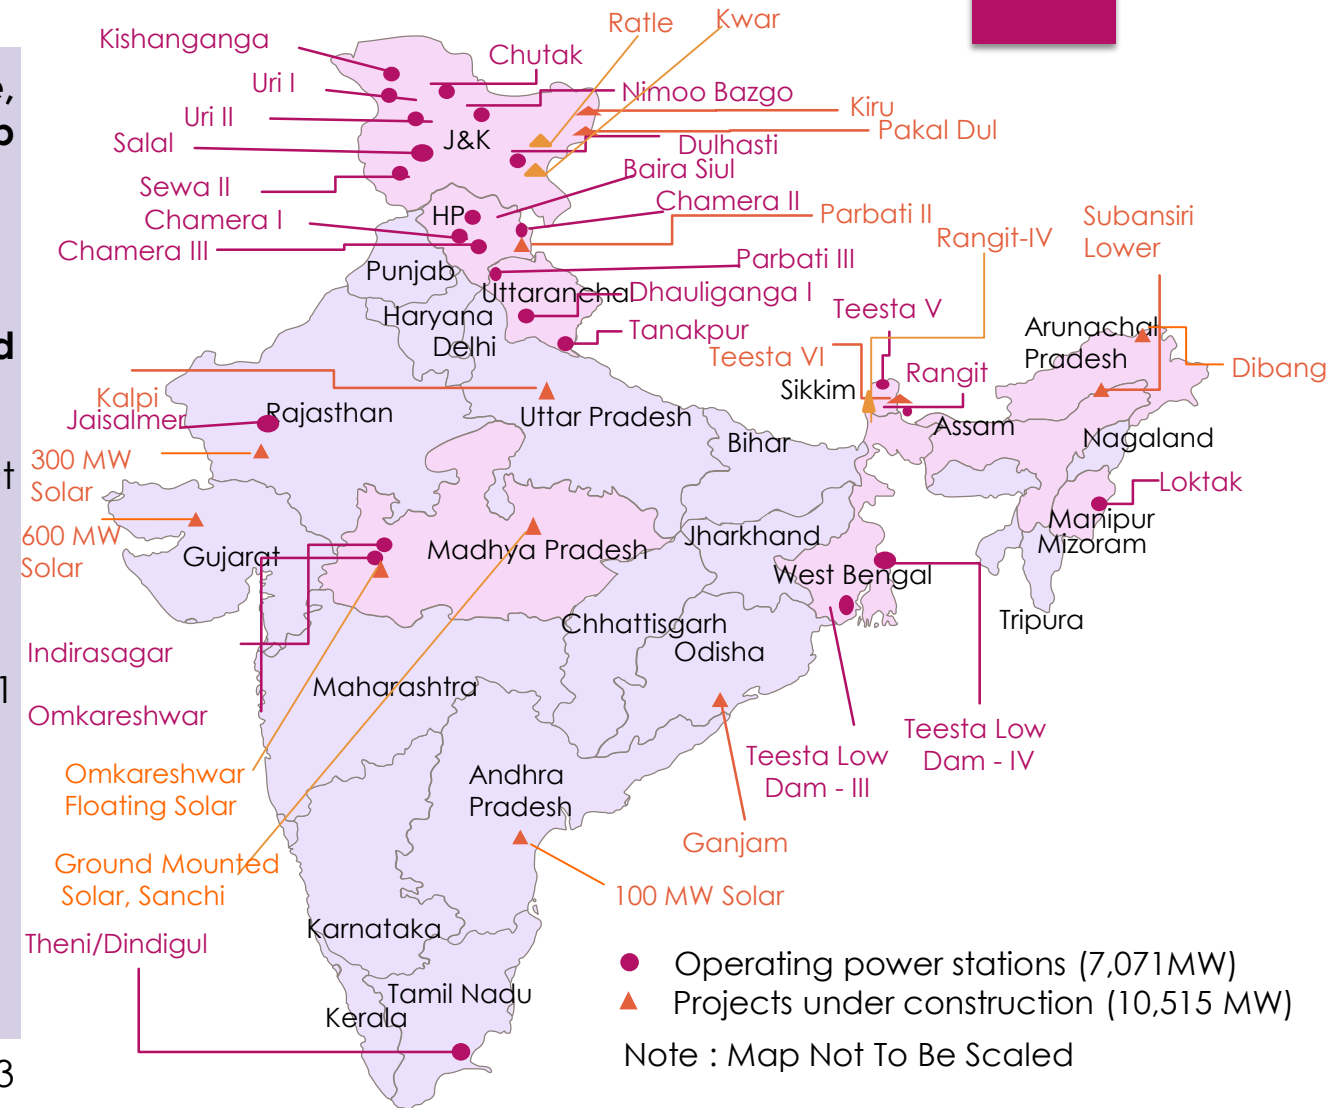 Ratle
Kwar
Kishanganga
Chutak
Uri I
Nimoo Bazgo
e,
Kiru
Uri II
Pakal Dul
p
Salal
J&K
Dulhasti
Baira Siul
Sewa II
Chamera II
Chamera I
HP
Parbati II
Subansiri
Lower
Rangit-IV
Chamera III
Parbati III
Punjab
Uttaranchal
Dhauliganga I
Teesta V
Haryana
Delhi
Tanakpur
Arunachal
Pradesh
d
Teesta VI
Rangit
Dibang
Sikkim
Kalpi
Jaisalmer
Rajasthan
Uttar Pradesh
Bihar
Assam
Nagaland
300 MW
Solar
t
Loktak
600 MW
Solar
Gujarat
Madhya Pradesh
Jharkhand
Manipur
Mizoram
West Bengal
Chhattisgarh
Tripura
Indirasagar
Odisha
1
Maharashtra
Omkareshwar
Teesta Low
Dam - IV
Teesta Low
Dam - III
Omkareshwar
Floating Solar
Andhra
Pradesh
Ganjam
Ground Mounted
Solar, Sanchi
100 MW Solar
Karnataka
Theni/Dindigul
Operating power stations (7,071MW)
Tamil Nadu
Projects under construction (10,515 MW)
Kerala
Note : Map Not To Be Scaled
3